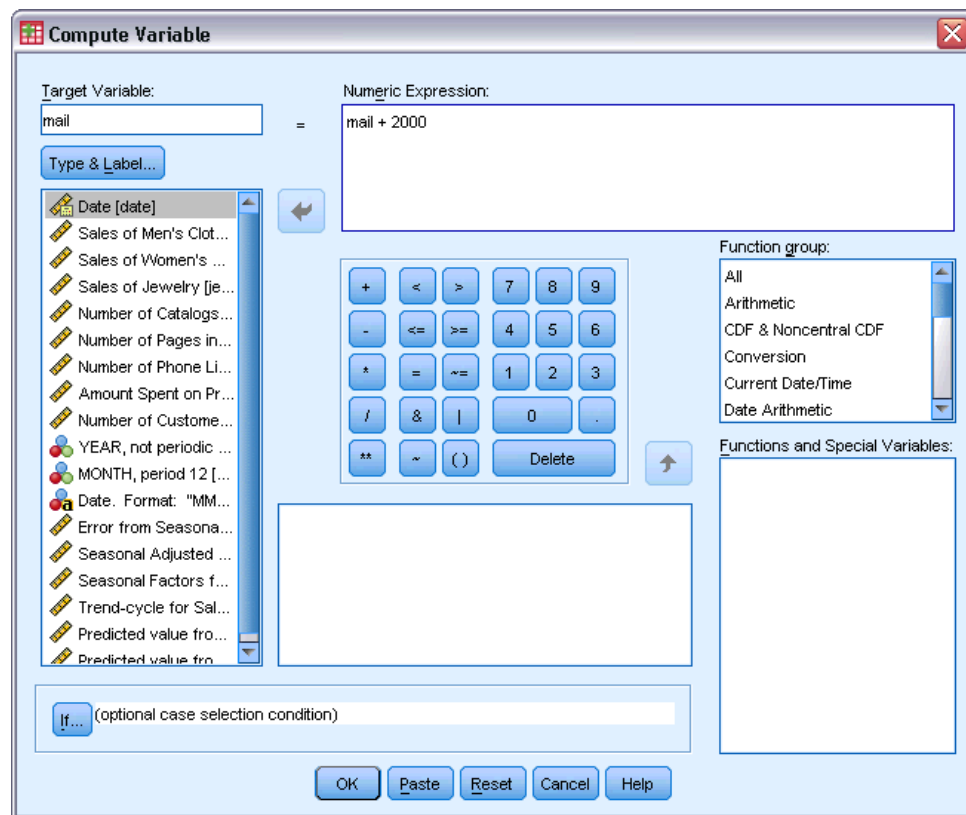 Compute Variable
Target Variable:
mail
=
Numeric Expression:
mail + 2000
Type & Label...
Date [date]
Sales of Men's Clot...
Sales of Women's ...
Sales of Jewelry [je...
Number of Catalogs...
Number of Pages in...
Number of Phone Li...
Amount Spent on Pr...
Number of Custome...
YEAR, not periodic ...
MONTH, period 12 [...
Date. Format: "MM...
Error from Seasona...
Seasonal Adjusted ...
Seasonal Factors f...
Trend-cycle for Sal...
Predicted value fro...
Predicted value fro
+ < > 7 8 9
- <= >= 4 5 6
* = ~= 1 2 3
/ & | 0 .
** ~ ( ) Delete
Function group:
All
Arithmetic
CDF & Noncentral CDF
Conversion
Current Date/Time
Date Arithmetic
Functions and Special Variables:
If... (optional case selection condition)
OK Paste Reset Cancel Help